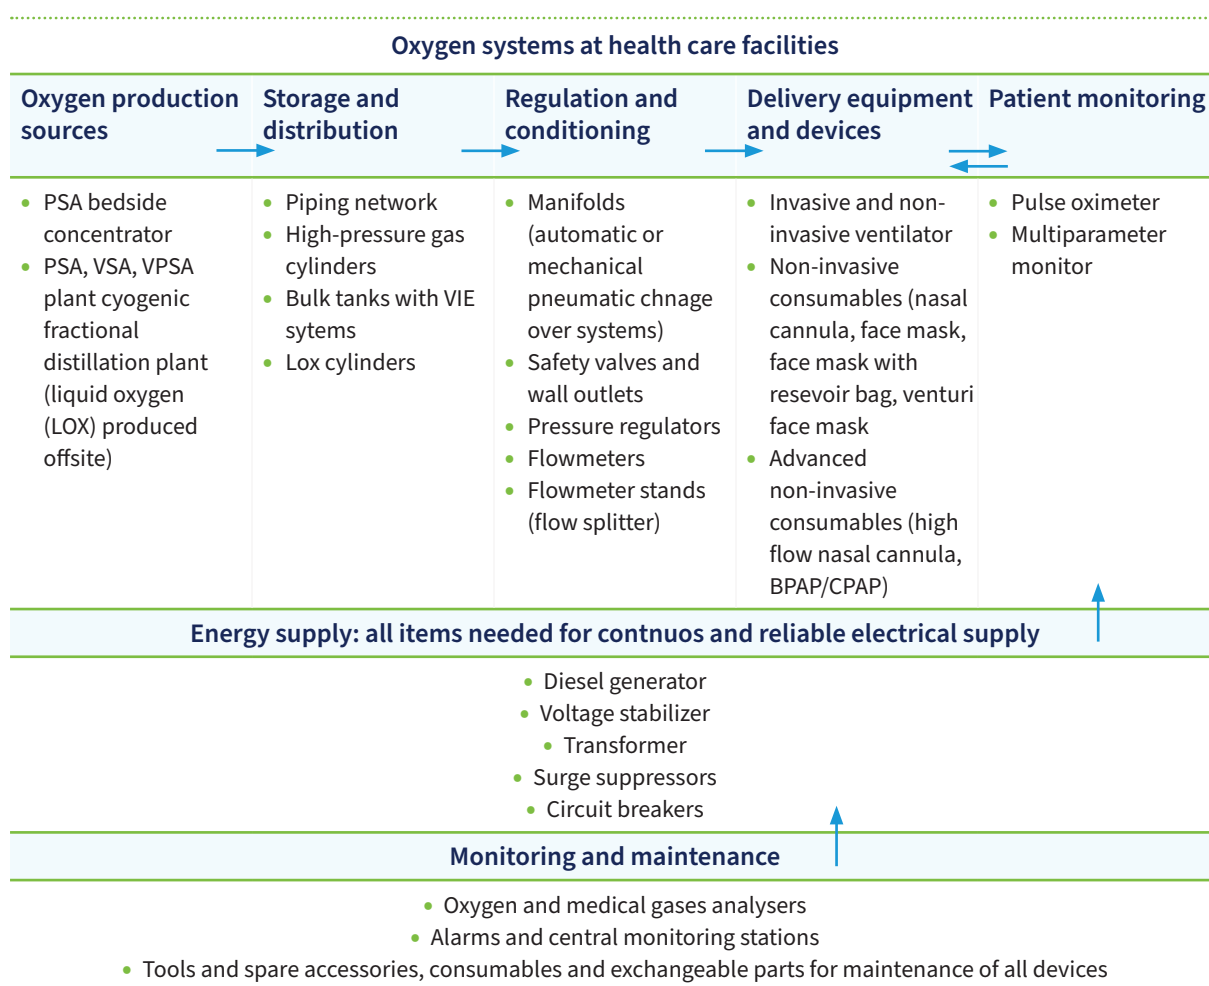 Oxygen systems at health care facilities
Oxygen production
sources
Storage and
distribution
Regulation and
conditioning
Delivery equipment
and devices
Patient monitoring
• PSA bedside
concentrator
• PSA, VSA, VPSA
plant cyogenic
fractional
distillation plant
(liquid oxygen
(LOX) produced
offsite)
• Piping network
• High-pressure gas
cylinders
• Bulk tanks with VIE
sytems
• Lox cylinders
• Manifolds
(automatic or
mechanical
pneumatic chnage
over systems)
• Safety valves and
wall outlets
• Pressure regulators
• Flowmeters
• Flowmeter stands
(flow splitter)
• Invasive and non-
invasive ventilator
• Non-invasive
consumables (nasal
cannula, face mask,
face mask with
resevoir bag, venturi
face mask
• Advanced
non-invasive
consumables (high
flow nasal cannula,
BPAP/CPAP)
• Pulse oximeter
• Multiparameter
monitor
Energy supply: all items needed for contnuos and reliable electrical supply
• Diesel generator
• Voltage stabilizer
• Transformer
• Surge suppressors
• Circuit breakers
Monitoring and maintenance
• Oxygen and medical gases analysers
• Alarms and central monitoring stations
• Tools and spare accessories, consumables and exchangeable parts for maintenance of all devices